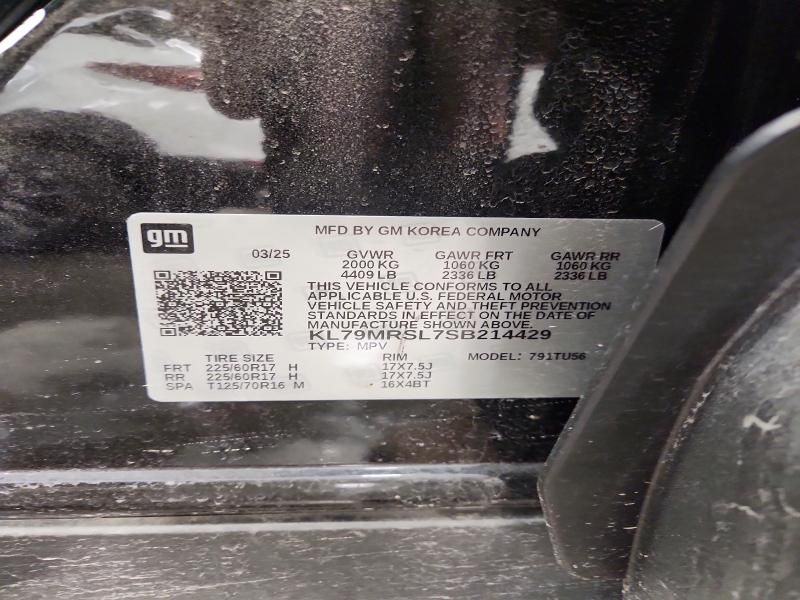 gm
MFD BY GM KOREA COMPANY
03/25 GVWR GAWR FRT GAWR RR
2000 KG 1060 KG 1060 KG
4409 LB 2336 LB 2336 LB
THIS VEHICLE CONFORMS TO ALL
APPLICABLE U.S. FEDERAL MOTOR
VEHICLE SAFETY AND THEFT PREVENTION
STANDARDS IN EFFECT ON THE DATE OF
MANUFACTURE SHOWN ABOVE.
KL79MRSL7SB214429
TYPE: MPV MODEL: 791TU56
TIRE SIZE RIM
FRT 225/60R17 H 17X7.5J
RR 225/60R17 H 17X7.5J
SPA T125/70R16 M 16X4BT